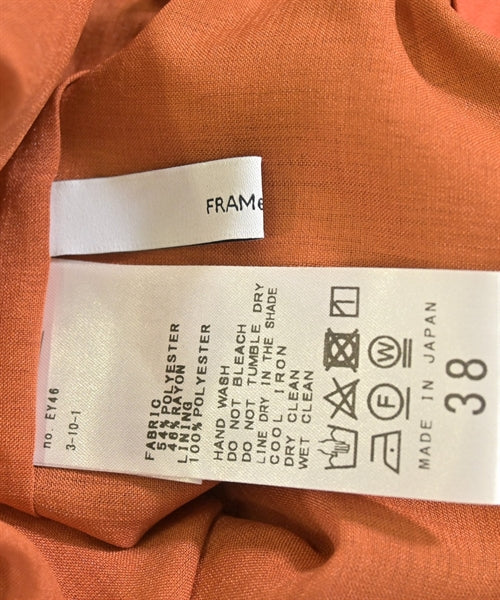 FRAMe
no. EY46
3-10-1
FABRIC
54% POLYESTER
46% RAYON
LINING
100% POLYESTER
HAND WASH
DO NOT BLEACH
DO NOT TUMBLE DRY
LINE DRY IN THE SHADE
COOL IRON
DRY CLEAN
WET CLEAN
F
W
MADE IN JAPAN
38